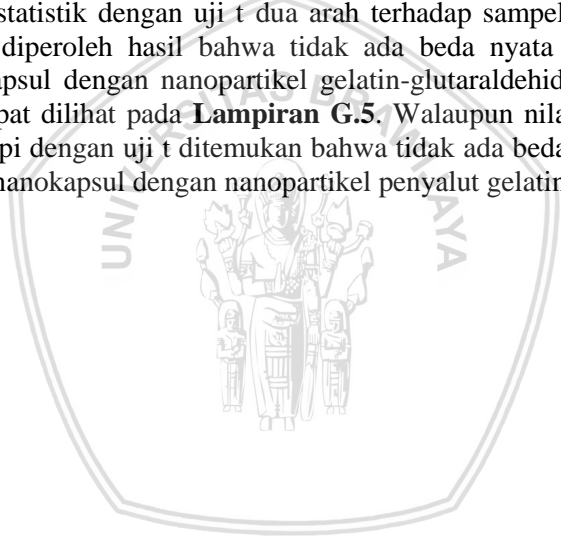 statistik dengan uji t dua arah terhadap sampel
diperoleh hasil bahwa tidak ada beda nyata
apsul dengan nanopartikel gelatin-glutaraldehid
pat dilihat pada Lampiran G.5. Walaupun nila
pi dengan uji t ditemukan bahwa tidak ada beda
nanokapsul dengan nanopartikel penyalut gelatin
UNIVERSITAS BRAWIJAYA